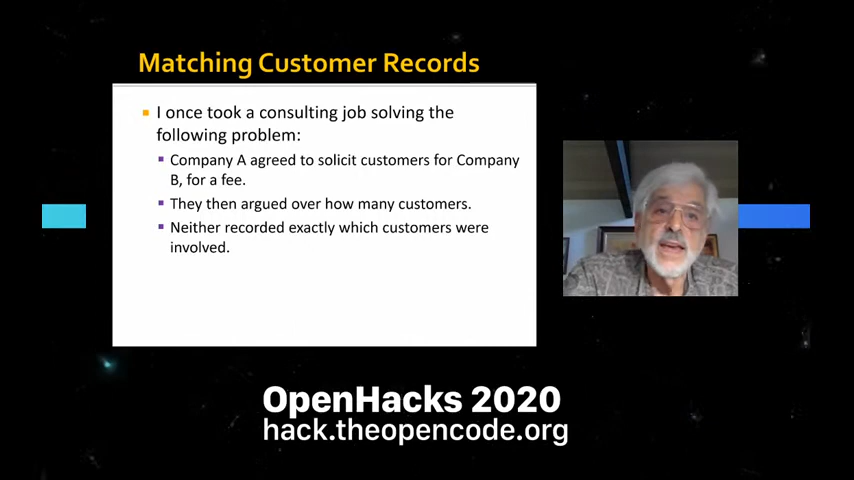 Matching Customer Records
I once took a consulting job solving the
following problem:
Company A agreed to solicit customers for Company
B, for a fee.
They then argued over how many customers.
Neither recorded exactly which customers were
involved.
OpenHacks 2020
hack.theopencode.org